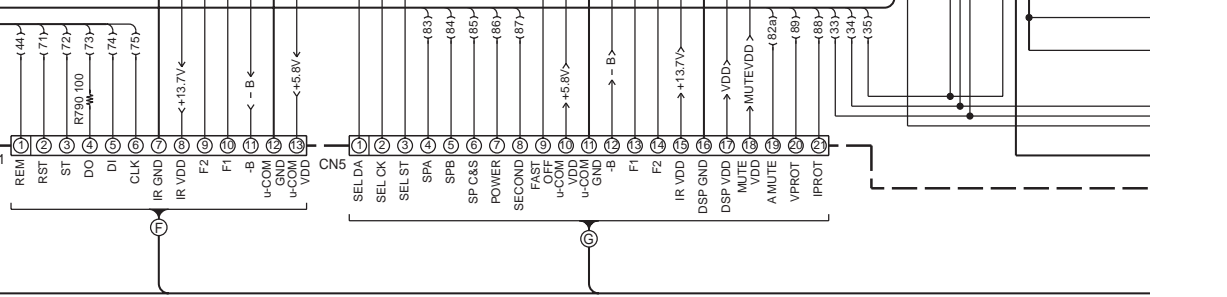 (44)
(71)
(72)
(73)
(74)
(75)
R790 100
+13.7V
-B
+5.8V
(83)
(84)
(85)
(86)
(87)
+5.8V
-B
+13.7V
VDD
MUTEVDD
(82a)
(89)
(88)
(33)
(34)
(35)
1 2 3 4 5 6 7 8 9 10 11 12 13
1
REM
RST
ST
DO
DI
CLK
IR GND
IR VDD
F2
F1
-B
u-COM GND
u-COM VDD
CN5
1 2 3 4 5 6 7 8 9 10 11 12 13 14 15 16 17 18 19 20 21
SEL DA
SEL CK
SEL ST
SPA
SPB
SP C&S
POWER
SECOND
FAST OFF
u-COM VDD
u-COM GND
-B
F1
F2
IR VDD
DSP GND
DSP VDD
MUTE VDD
A MUTE
VPROT
IPROT
F
G